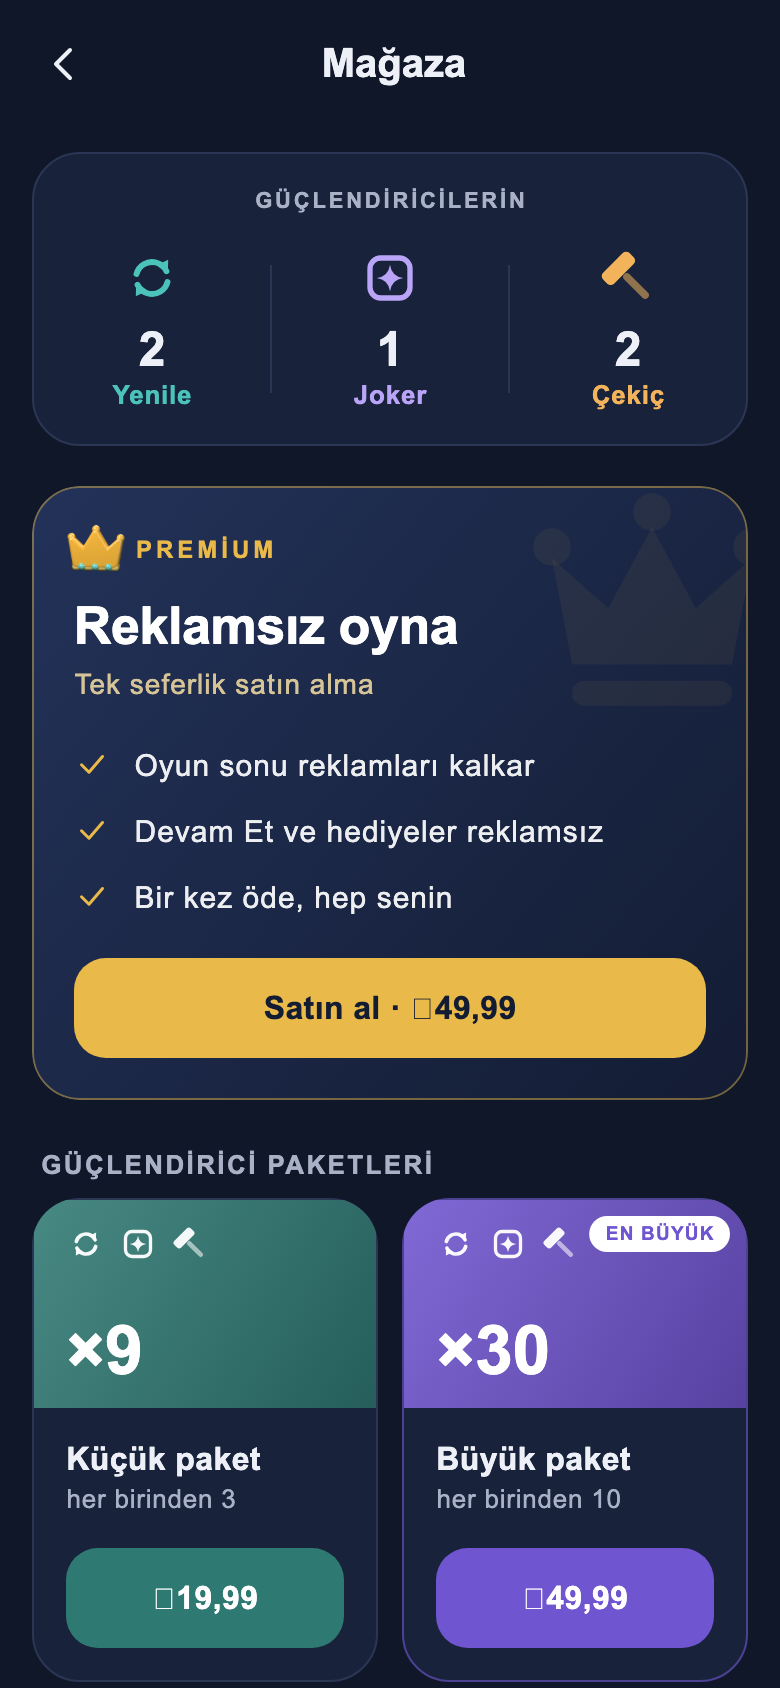 Mağaza
GÜÇLENDİRİCİLERİN
2
Yenile
1
Joker
2
Çekiç
PREMİUM
Reklamsız oyna
Tek seferlik satın alma
Oyun sonu reklamları kalkar
Devam Et ve hediyeler reklamsız
Bir kez öde, hep senin
Satın al · □49,99
GÜÇLENDİRİCİ PAKETLERİ
×9
Küçük paket
her birinden 3
□19,99
EN BÜYÜK
×30
Büyük paket
her birinden 10
□49,99